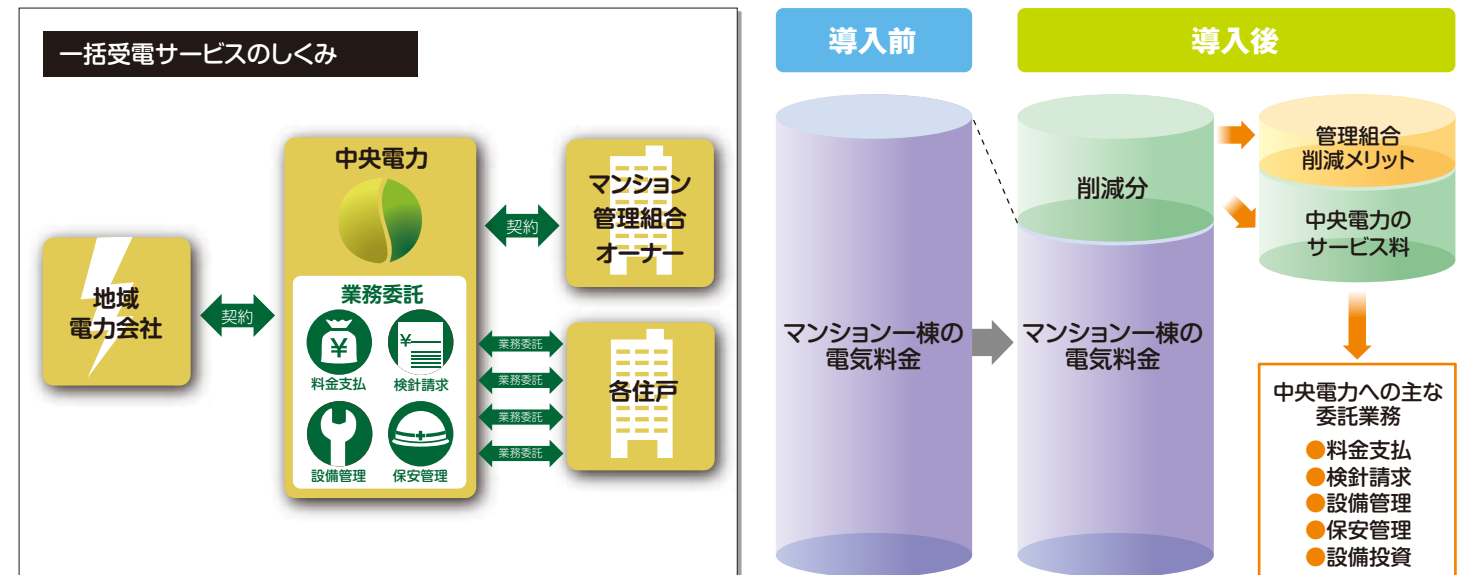 一括受電サービスのしくみ
地域
電力会社
契約
中央電力
業務委託
料金支払
検針請求
設備管理
保安管理
契約
マンション
管理組合
オーナー
業務委託
業務委託
業務委託
業務委託
各住戸
導入前
マンション一棟の
電気料金
導入後
削減分
マンション一棟の
電気料金
管理組合
削減メリット
中央電力の
サービス料
中央電力への主な
委託業務
●料金支払
●検針請求
●設備管理
●保安管理
●設備投資